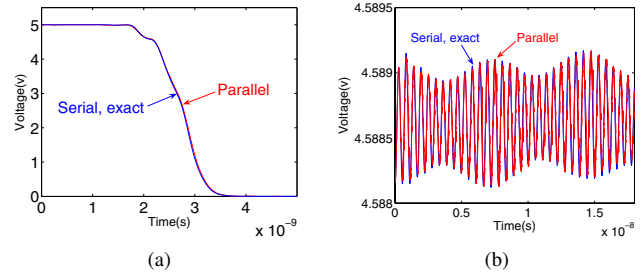 5
4
3
2
1
0
Voltage(v)
Serial, exact
Parallel
0
1
2
3
4
5
Time(s)
x 10⁻⁹
(a)
4.5895
4.589
4.5885
4.588
Voltage(v)
Serial, exact
Parallel
0
0.5
1
1.5
Time(s)
x 10⁻⁸
(b)